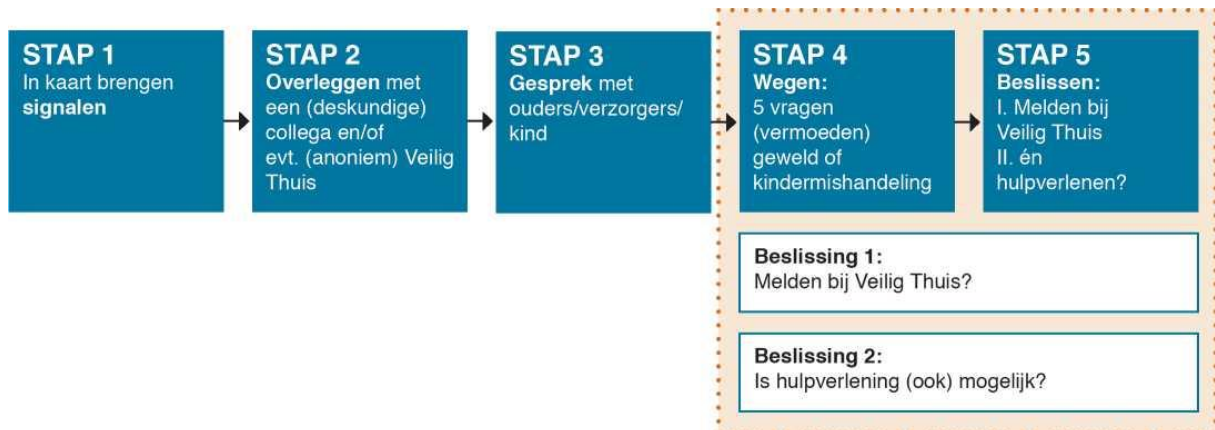 STAP 1
In kaart brengen
signalen
STAP 2
Overleggen met
een (deskundige)
collega en/of
evt. (anoniem) Veilig
Thuis
STAP 3
Gesprek met
ouders/verzorgers/
kind
STAP 4
Wegen:
5 vragen
(vermoeden)
geweld of
kindermishandeling
STAP 5
Beslissen:
I. Melden bij
Veilig Thuis
II. én
hulpverlenen?
Beslissing 1:
Melden bij Veilig Thuis?
Beslissing 2:
Is hulpverlening (ook) mogelijk?